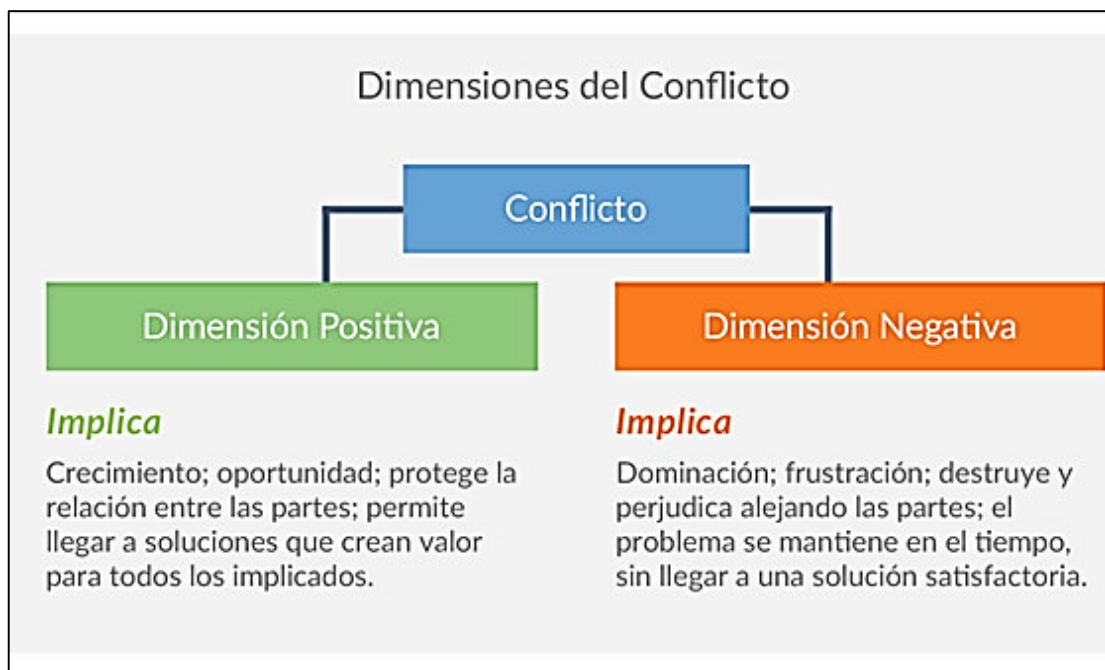 Dimensiones del Conflicto
Conflicto
Dimensión Positiva
Implica
Crecimiento; oportunidad; protege la
relación entre las partes; permite
llegar a soluciones que crean valor
para todos los implicados.
Dimensión Negativa
Implica
Dominación; frustración; destruye y
perjudica alejando las partes; el
problema se mantiene en el tiempo,
sin llegar a una solución satisfactoria.